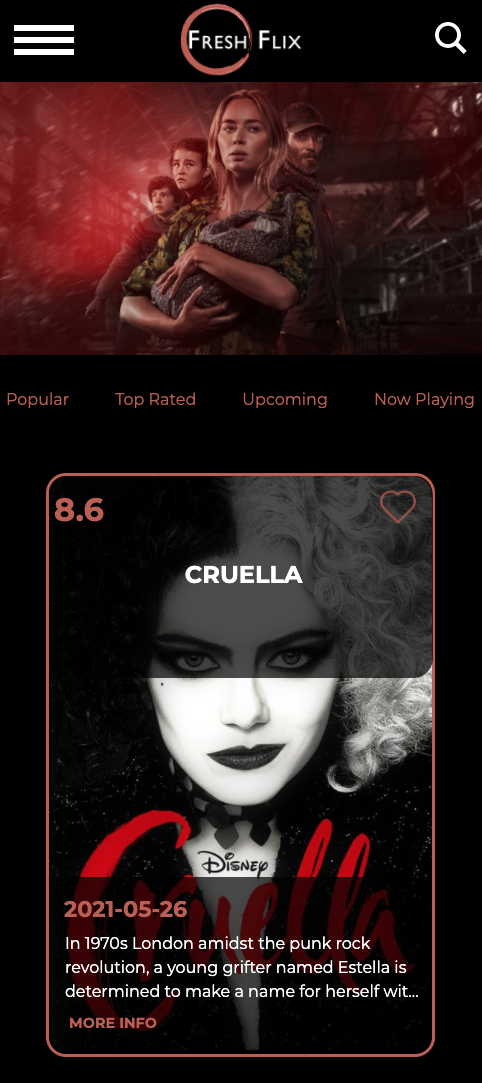 FRESH FLIX
Popular Top Rated Upcoming Now Playing
8.6
CRUELLA
Disney
Cruella
2021-05-26
In 1970s London amidst the punk rock
revolution, a young grifter named Estella is
determined to make a name for herself wit...
MORE INFO